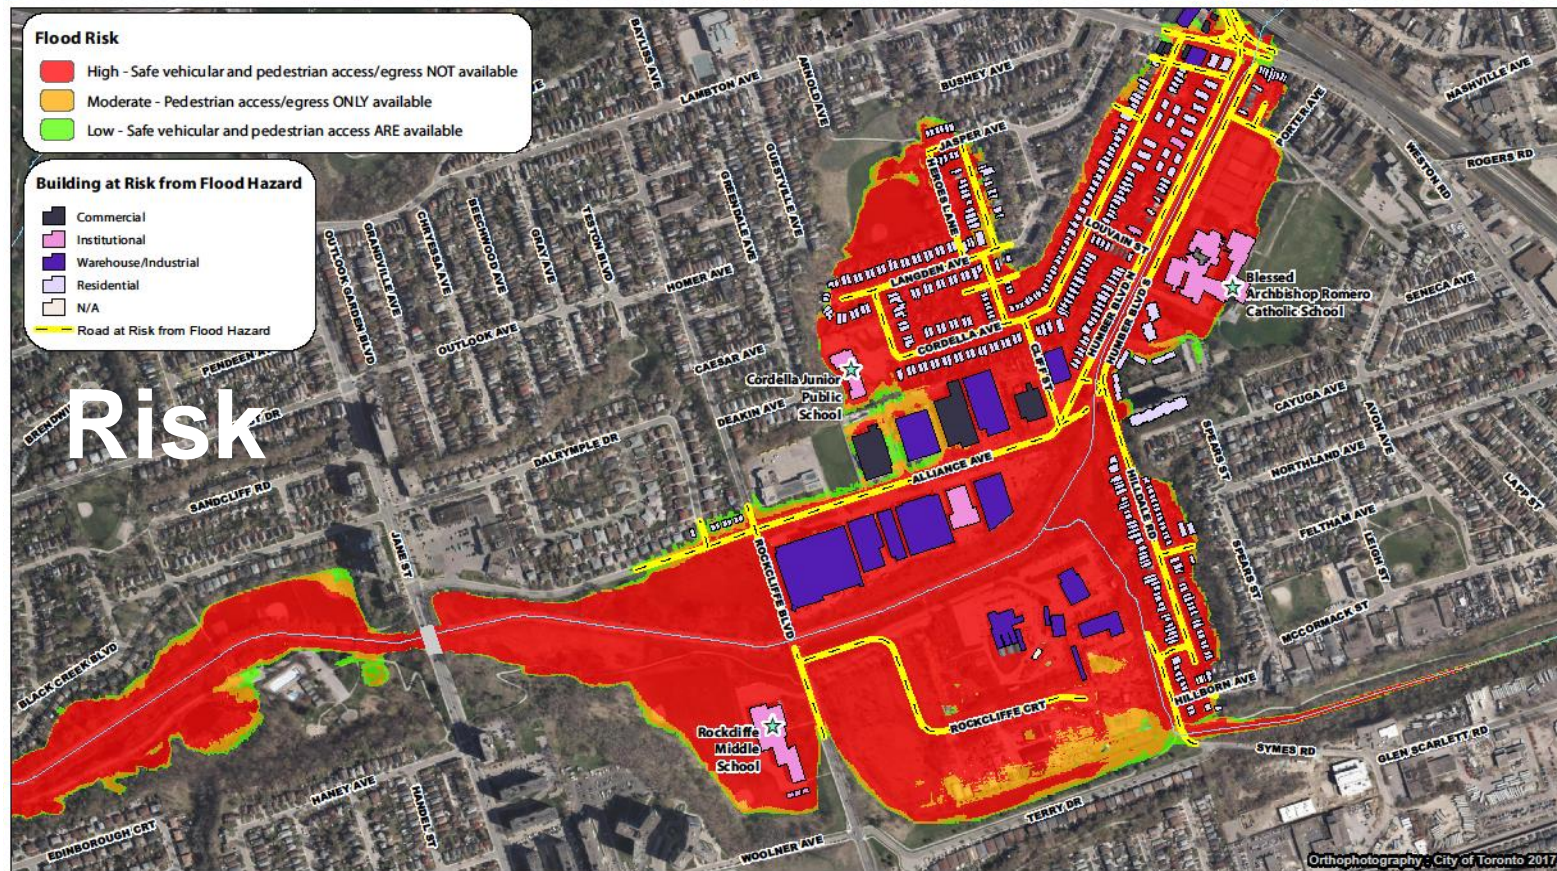 Flood Risk
High - Safe vehicular and pedestrian access/egress NOT available
Moderate - Pedestrian access/egress ONLY available
Low - Safe vehicular and pedestrian access ARE available
Building at Risk from Flood Hazard
Commercial
Institutional
Warehouse/Industrial
Residential
N/A
Road at Risk from Flood Hazard
Risk
BAYLISS AVE
LAMBTON AVE
ARNOLD AVE
BUSHEY AVE
NASHVILLE AVE
PORTER AVE
WESTON RD
ROGERS RD
JASPER AVE
HEROES LANE
GUESTVILLE AVE
GRENDALE AVE
TESTON BLVD
GRAY AVE
BEECHWOOD AVE
CHRYESSA AVE
GRANDVILLE AVE
OUTLOOK GARDEN BLVD
HOMER AVE
LANGDEN AVE
LOUVAIN ST
HUMBER BLVD N
HUMBER BLVD S
Blessed
Archbishop Romero
Catholic School
SENECA AVE
OUTLOOK AVE
CORDELLA AVE
CLIFF ST
CAESAR AVE
Cordella Junior
Public
School
DEAKIN AVE
CAYUGA AVE
AVON AVE
SPEARS ST
NORTHLAND AVE
LAPP ST
DALRYMPLE DR
ALLIANCE AVE
HILLDALE RD
SANDCLIFF RD
FELTHAM AVE
LEIGH ST
JANE ST
ROCKCLIFFE BLVD
SPEARS ST
MCCORMACK ST
BLACK CREEK BLVD
HILLBORN AVE
ROCKCLIFFE CRT
Rockcliffe
Middle
School
SYMES RD
GLEN SCARLETT RD
HANEY AVE
HANDEL ST
TERRY DR
EDINBOROUGH CRT
WOOLNER AVE
Orthophotography : City of Toronto 2017